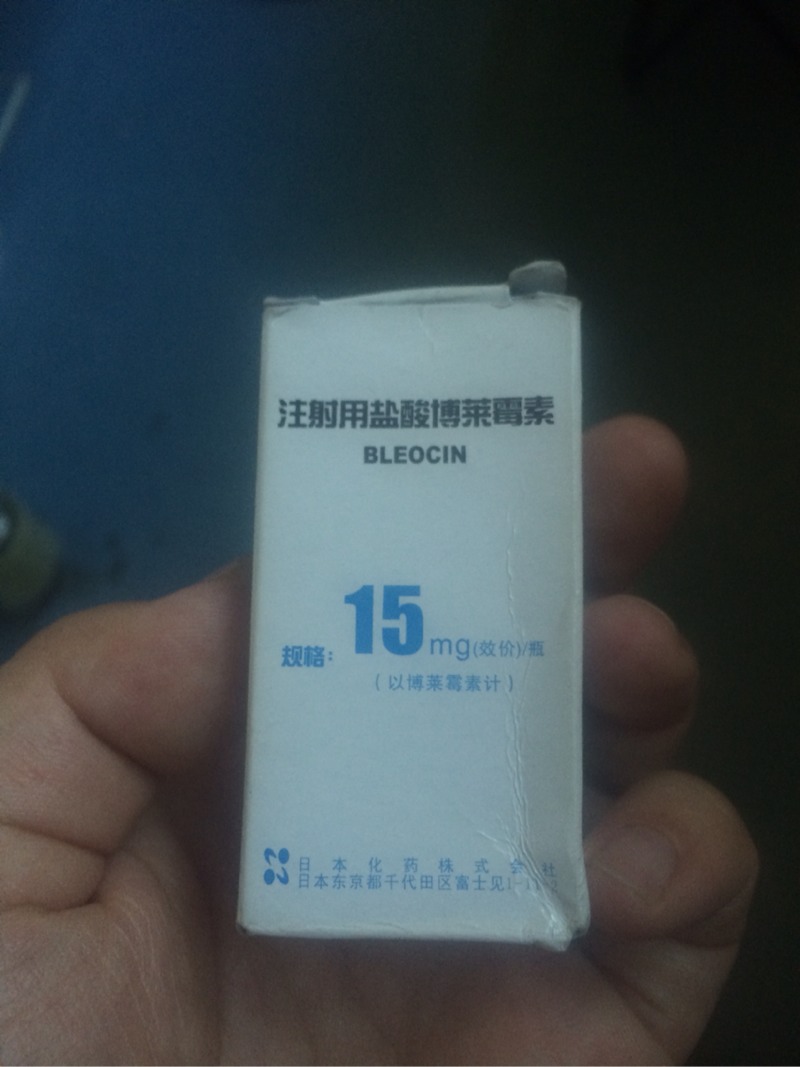 注射用盐酸博莱霉素
BLEOCIN
规格：15mg(效价)/瓶
（以博莱霉素计）
日本化药株式会社
日本东京都千代田区富士见1-11-2